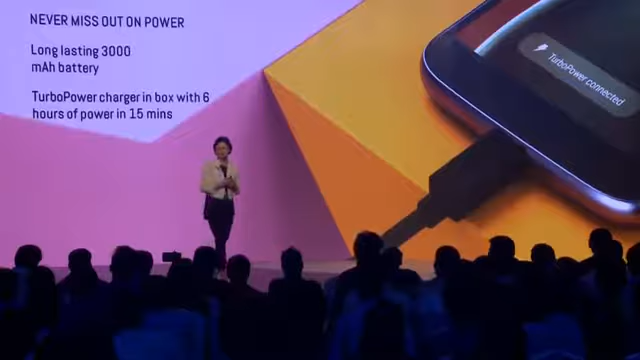 NEVER MISS OUT ON POWER
Long lasting 3000
mAh battery
TurboPower charger in box with 6
hours of power in 15 mins
TurboPower connected